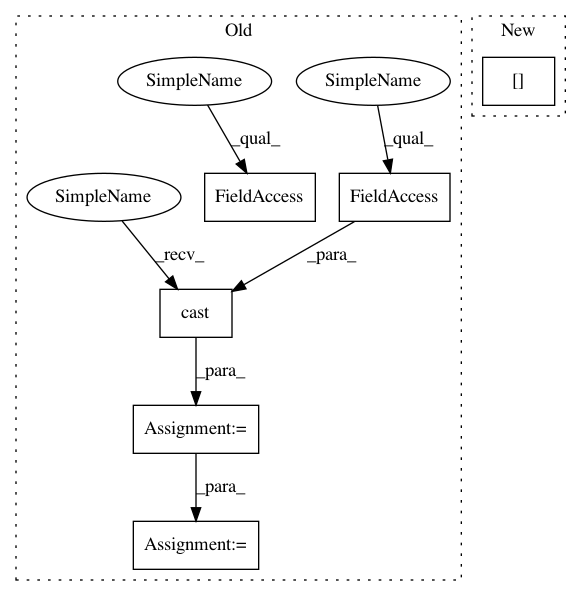 Old
New
SimpleName
SimpleName
[]
_qual_
_qual_
SimpleName
FieldAccess
FieldAccess
_recv_
_para_
cast
_para_
Assignment:=
_para_
Assignment:=